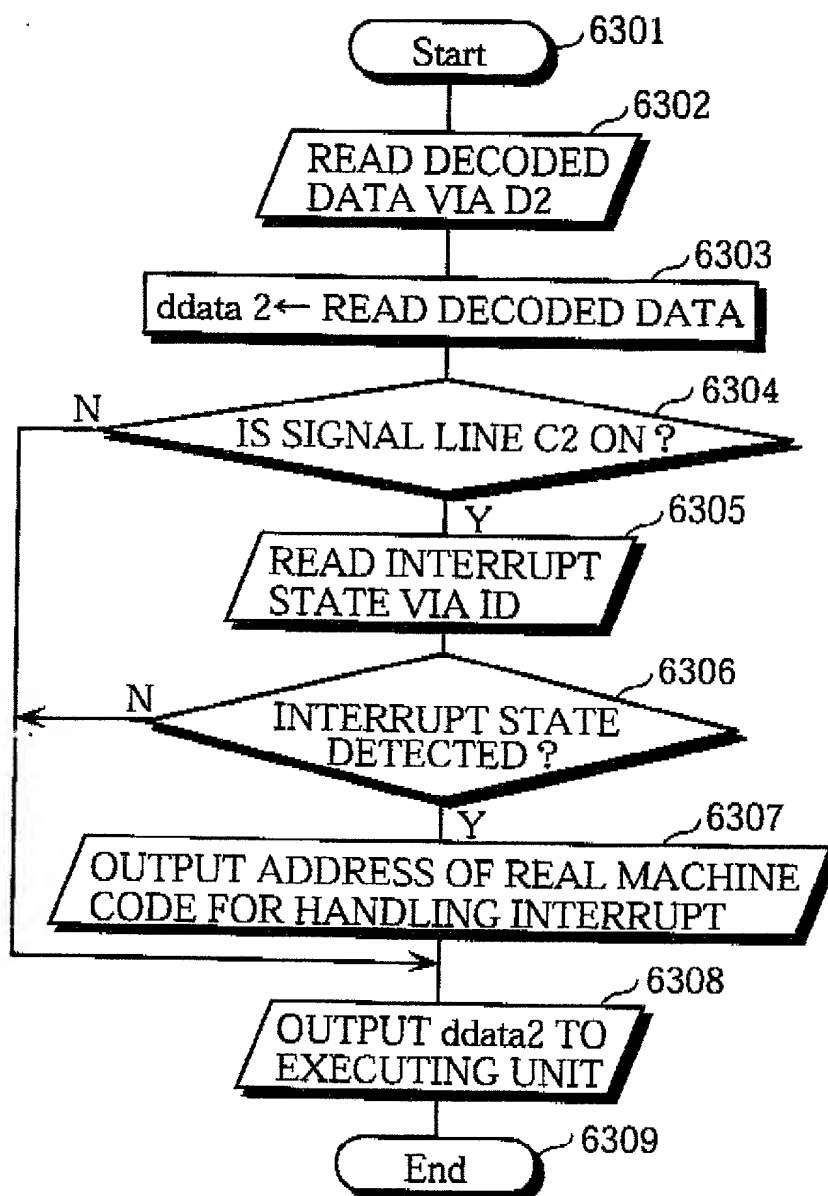 Start
6301
6302
READ DECODED
DATA VIA D2
6303
ddata 2← READ DECODED DATA
6304
N
IS SIGNAL LINE C2 ON ?
Y
6305
READ INTERRUPT
STATE VIA ID
6306
N
INTERRUPT STATE
DETECTED ?
Y
6307
OUTPUT ADDRESS OF REAL MACHINE
CODE FOR HANDLING INTERRUPT
6308
OUTPUT ddata2 TO
EXECUTING UNIT
6309
End